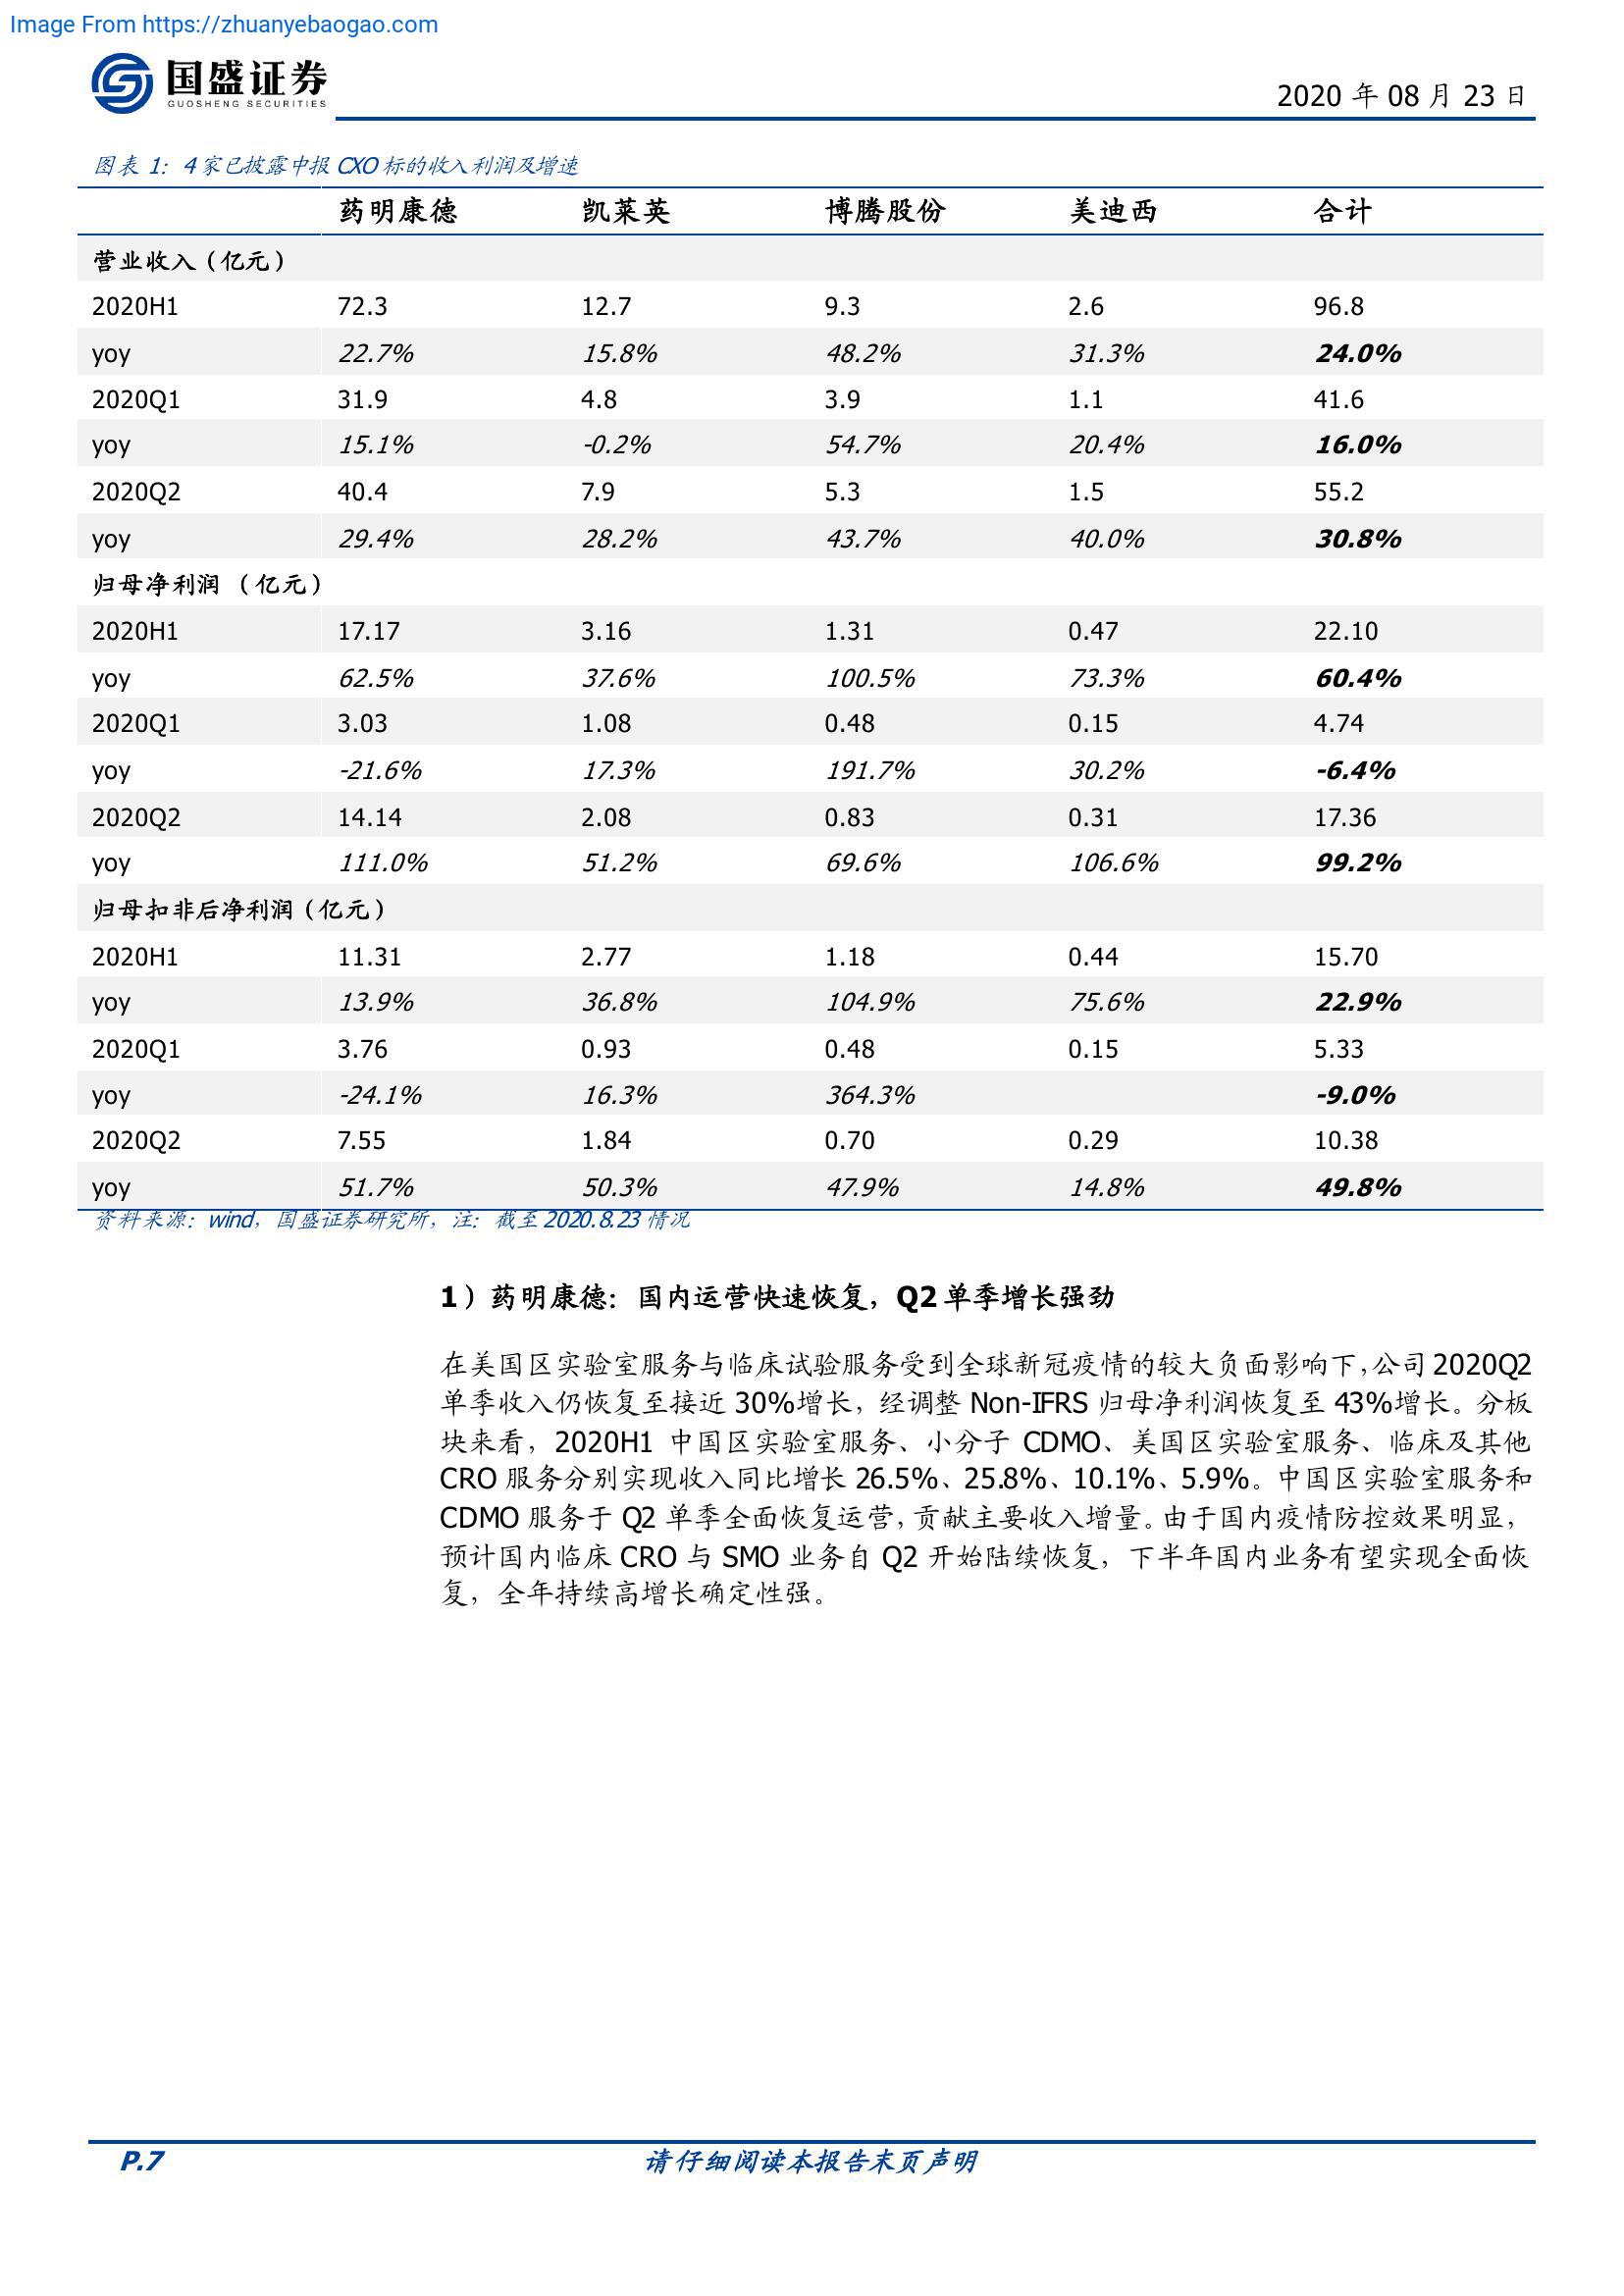 Image From https://zhuanyebaogao.com
国盛证券
GUOSHENG SECURITIES
2020 年 08 月 23 日
图表 1：4 家已披露中报 CXO 标的收入利润及增速
药明康德 凯莱英 博腾股份 美迪西 合计
营业收入（亿元）
2020H1 72.3 12.7 9.3 2.6 96.8
yoy 22.7% 15.8% 48.2% 31.3% 24.0%
2020Q1 31.9 4.8 3.9 1.1 41.6
yoy 15.1% -0.2% 54.7% 20.4% 16.0%
2020Q2 40.4 7.9 5.3 1.5 55.2
yoy 29.4% 28.2% 43.7% 40.0% 30.8%
归母净利润 （亿元）
2020H1 17.17 3.16 1.31 0.47 22.10
yoy 62.5% 37.6% 100.5% 73.3% 60.4%
2020Q1 3.03 1.08 0.48 0.15 4.74
yoy -21.6% 17.3% 191.7% 30.2% -6.4%
2020Q2 14.14 2.08 0.83 0.31 17.36
yoy 111.0% 51.2% 69.6% 106.6% 99.2%
归母扣非后净利润（亿元）
2020H1 11.31 2.77 1.18 0.44 15.70
yoy 13.9% 36.8% 104.9% 75.6% 22.9%
2020Q1 3.76 0.93 0.48 0.15 5.33
yoy -24.1% 16.3% 364.3% -9.0%
2020Q2 7.55 1.84 0.70 0.29 10.38
yoy 51.7% 50.3% 47.9% 14.8% 49.8%
资料来源：wind，国盛证券研究所，注：截至 2020.8.23 情况
1）药明康德：国内运营快速恢复，Q2 单季增长强劲
在美国区实验室服务与临床试验服务受到全球新冠疫情的较大负面影响下，公司 2020Q2
单季收入仍恢复至接近 30%增长，经调整 Non-IFRS 归母净利润恢复至 43%增长。分板
块来看，2020H1 中国区实验室服务、小分子 CDMO、美国区实验室服务、临床及其他
CRO 服务分别实现收入同比增长 26.5%、25.8%、10.1%、5.9%。中国区实验室服务和
CDMO 服务于 Q2 单季全面恢复运营，贡献主要收入增量。由于国内疫情防控效果明显，
预计国内临床 CRO 与 SMO 业务自 Q2 开始陆续恢复，下半年国内业务有望实现全面恢
复，全年持续高增长确定性强。
P.7 请仔细阅读本报告末页声明